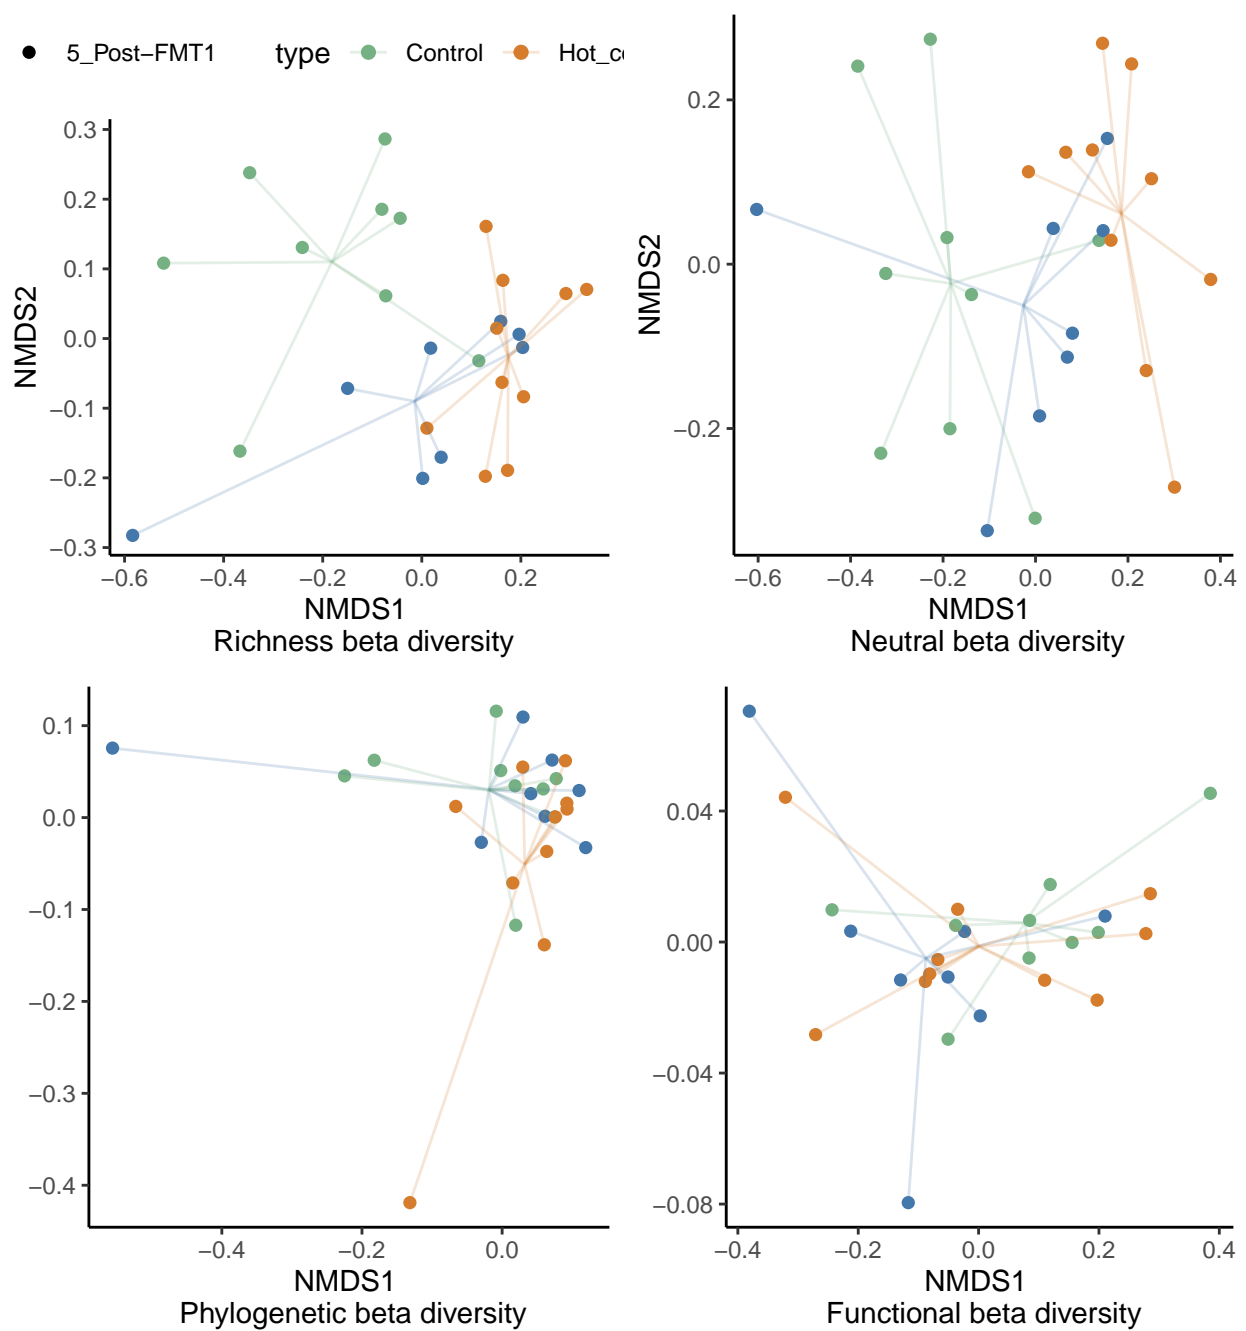 5_Post−FMT1 type Control Hot_c
0.3
0.2
0.1
0.0
−0.1
−0.2
−0.3
NMDS2
−0.6 −0.4 −0.2 0.0 0.2
NMDS1
Richness beta diversity
0.2
0.0
−0.2
NMDS2
−0.6 −0.4 −0.2 0.0 0.2 0.4
NMDS1
Neutral beta diversity
0.1
0.0
−0.1
−0.2
−0.3
−0.4
−0.4 −0.2 0.0
NMDS1
Phylogenetic beta diversity
0.04
0.00
−0.04
−0.08
−0.4 −0.2 0.0 0.2 0.4
NMDS1
Functional beta diversity